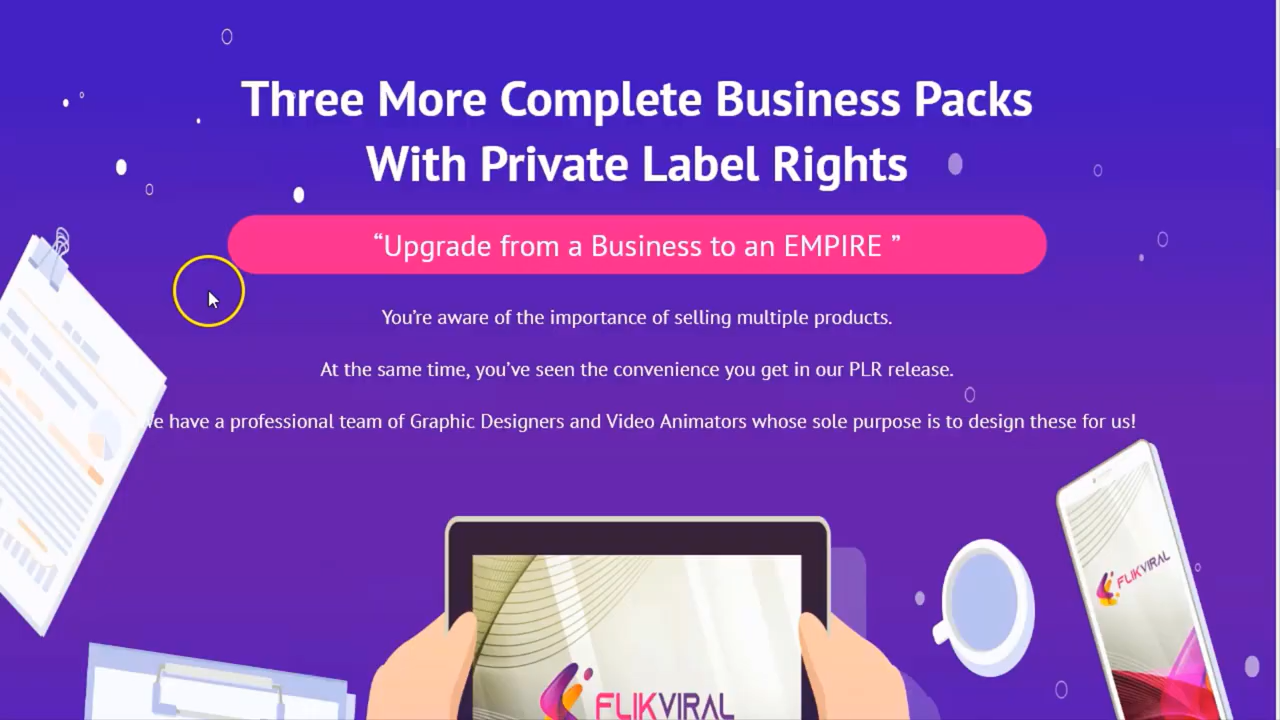 Three More Complete Business Packs
With Private Label Rights
“Upgrade from a Business to an EMPIRE ”
You’re aware of the importance of selling multiple products.
At the same time, you’ve seen the convenience you get in our PLR release.
have a professional team of Graphic Designers and Video Animators whose sole purpose is to design these for us!
FLIKVIRAL
FLIKVIRAL